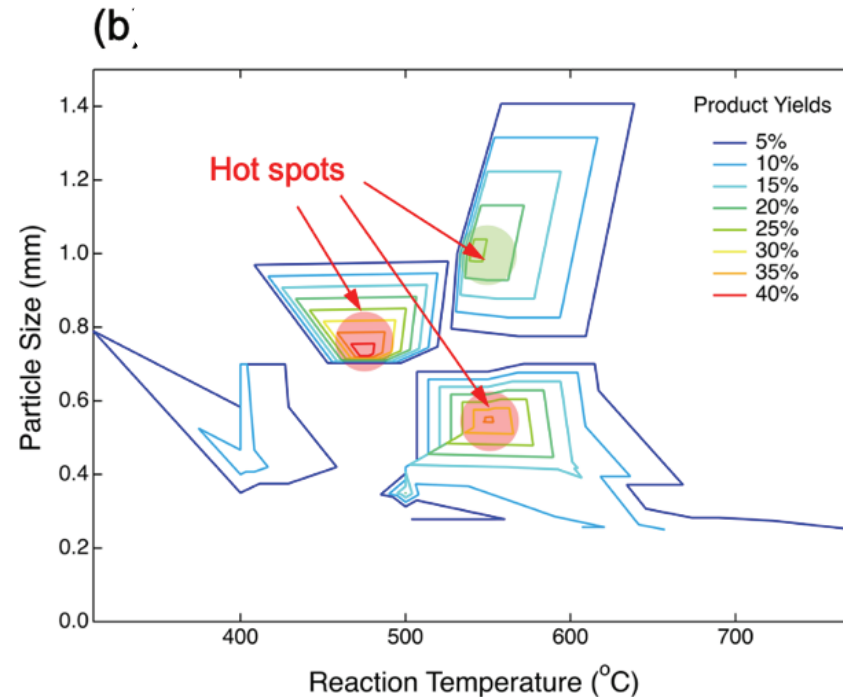 (b)
Hot spots
Product Yields
5%
10%
15%
20%
25%
30%
35%
40%
Particle Size (mm)
1.4
1.2
1.0
0.8
0.6
0.4
0.2
0.0
400 500 600 700
Reaction Temperature (°C)